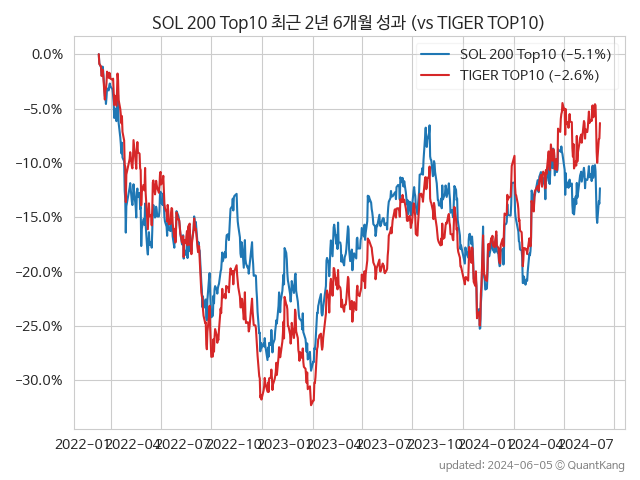 SOL 200 Top10 최근 2년 6개월 성과 (vs TIGER TOP10)
SOL 200 Top10 (−5.1%)
TIGER TOP10 (−2.6%)
0.0%
−5.0%
−10.0%
−15.0%
−20.0%
−25.0%
−30.0%
2022-01 2022-04 2022-07 2022-10 2023-01 2023-04 2023-07 2023-10 2024-01 2024-04 2024-07
updated: 2024-06-05 © QuantKang